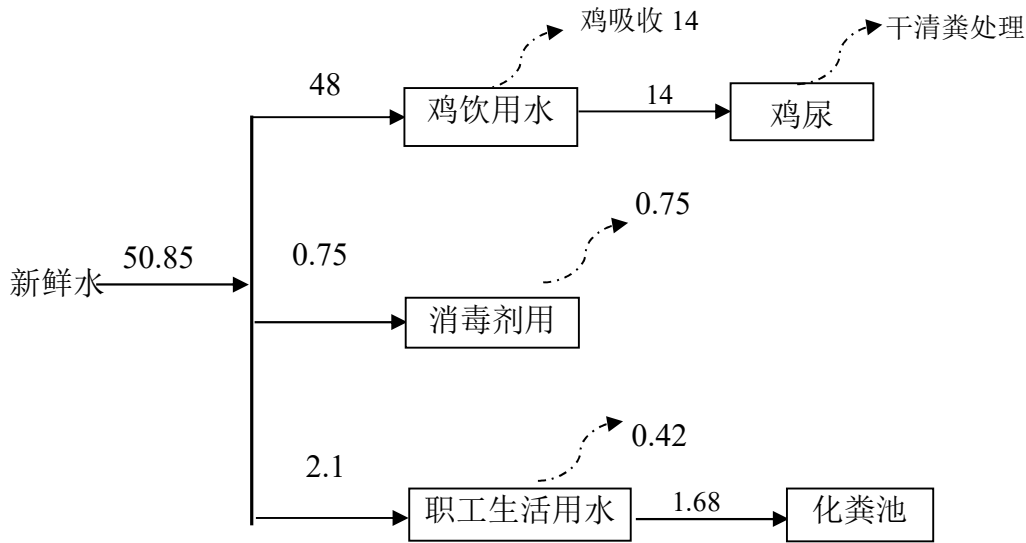 鸡吸收 14
干清粪处理
48
鸡饮用水
14
鸡尿
0.75
新鲜水
50.85
0.75
消毒剂用
0.42
2.1
职工生活用水
1.68
化粪池